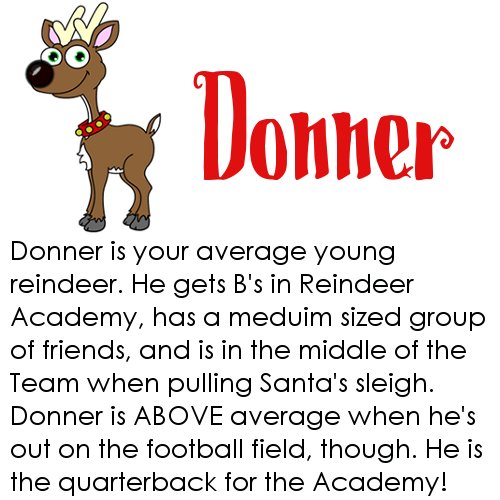 Donner
Donner is your average young
reindeer. He gets B's in Reindeer
Academy, has a meduim sized group
of friends, and is in the middle of the
Team when pulling Santa's sleigh.
Donner is ABOVE average when he's
out on the football field, though. He is
the quarterback for the Academy!